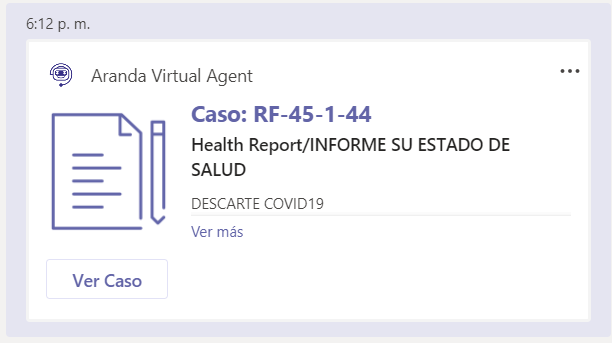 6:12 p. m.
Aranda Virtual Agent
Caso: RF-45-1-44
Health Report/INFORME SU ESTADO DE
SALUD
DESCARTE COVID19
Ver más
Ver Caso